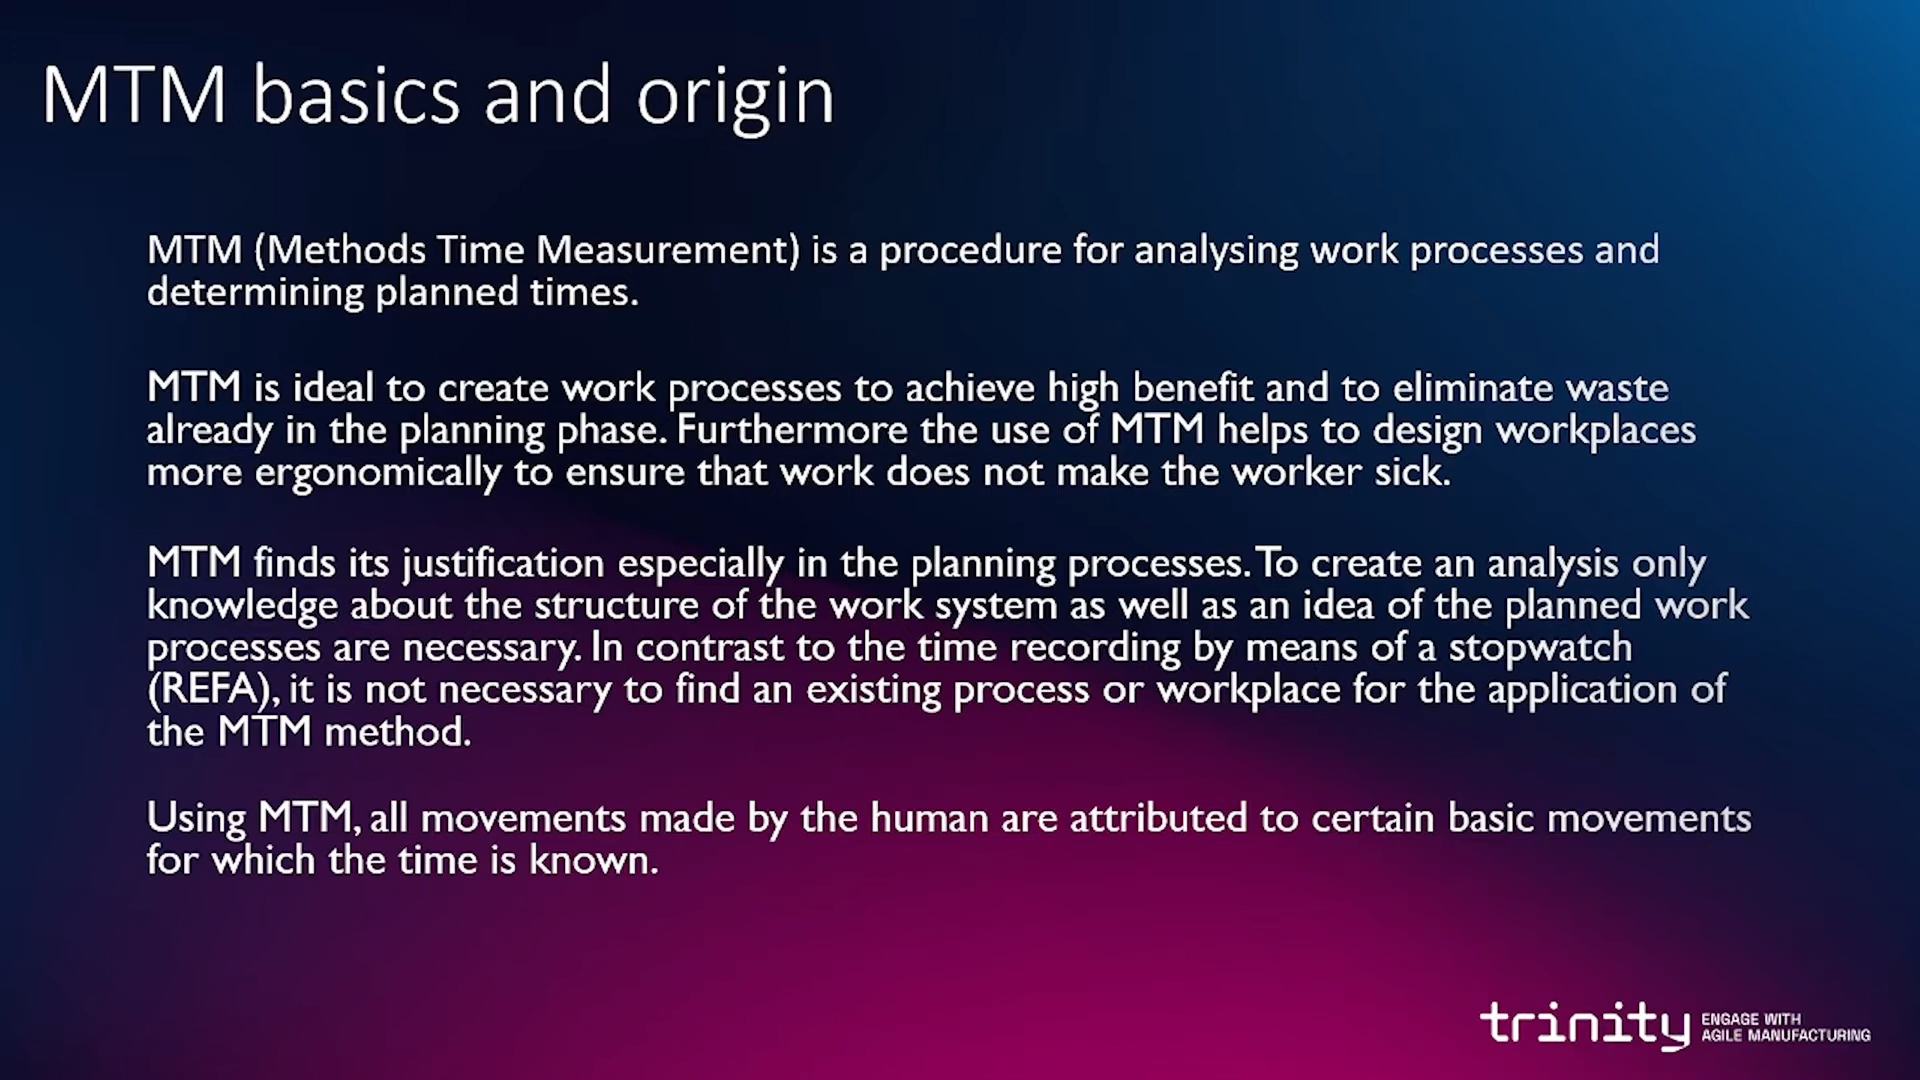 MTM basics and origin
MTM (Methods Time Measurement) is a procedure for analysing work processes and
determining planned times.
MTM is ideal to create work processes to achieve high benefit and to eliminate waste
already in the planning phase. Furthermore the use of MTM helps to design workplaces
more ergonomically to ensure that work does not make the worker sick.
MTM finds its justification especially in the planning processes. To create an analysis only
knowledge about the structure of the work system as well as an idea of the planned work
processes are necessary. In contrast to the time recording by means of a stopwatch
(REFA), it is not necessary to find an existing process or workplace for the application of
the MTM method.
Using MTM, all movements made by the human are attributed to certain basic movements
for which the time is known.
trinity ENGAGE WITH
AGILE MANUFACTURING